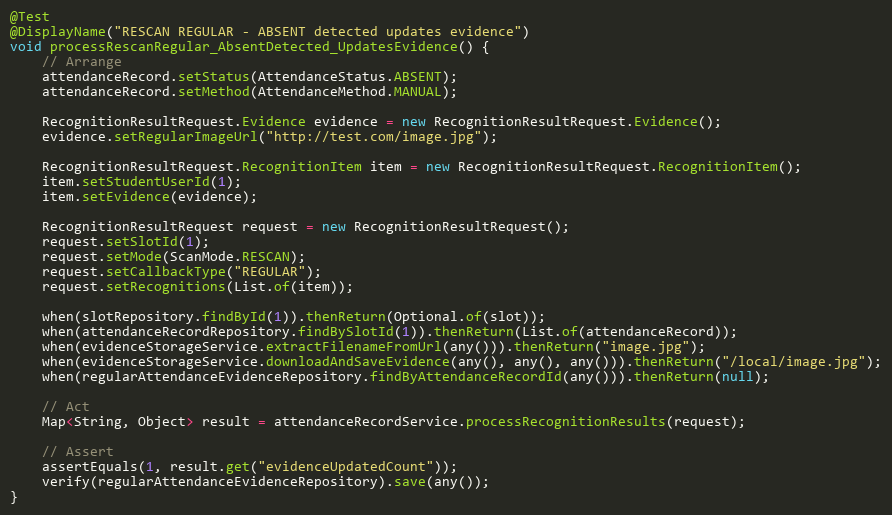 @Test
@DisplayName("RESCAN REGULAR - ABSENT detected updates evidence")
void processRescanRegular_AbsentDetected_UpdatesEvidence() {
    // Arrange
    attendanceRecord.setStatus(AttendanceStatus.ABSENT);
    attendanceRecord.setMethod(AttendanceMethod.MANUAL);

    RecognitionResultRequest.Evidence evidence = new RecognitionResultRequest.Evidence();
    evidence.setRegularImageUrl("http://test.com/image.jpg");

    RecognitionResultRequest.RecognitionItem item = new RecognitionResultRequest.RecognitionItem();
    item.setStudentUserId(1);
    item.setEvidence(evidence);

    RecognitionResultRequest request = new RecognitionResultRequest();
    request.setSlotId(1);
    request.setMode(ScanMode.RESCAN);
    request.setCallbackType("REGULAR");
    request.setRecognitions(List.of(item));

    when(slotRepository.findById(1)).thenReturn(Optional.of(slot));
    when(attendanceRecordRepository.findBySlotId(1)).thenReturn(List.of(attendanceRecord));
    when(evidenceStorageService.extractFilenameFromUrl(any())).thenReturn("image.jpg");
    when(evidenceStorageService.downloadAndSaveEvidence(any(), any(), any())).thenReturn("/local/image.jpg");
    when(regularAttendanceEvidenceRepository.findByAttendanceRecordId(any())).thenReturn(null);

    // Act
    Map<String, Object> result = attendanceRecordService.processRecognitionResults(request);

    // Assert
    assertEquals(1, result.get("evidenceUpdatedCount"));
    verify(regularAttendanceEvidenceRepository).save(any());
}